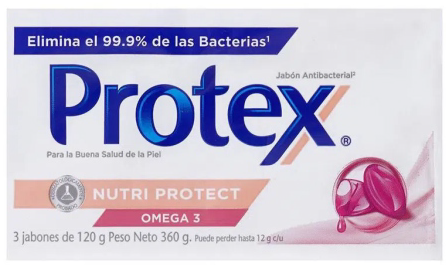 Elimina el 99.9% de las Bacterias¹
Jabón Antibacterial²
Protex®
Para la Buena Salud de la Piel
NUTRI PROTECT
OMEGA 3
3 jabones de 120 g Peso Neto 360 g. Puede perder hasta 12 g c/u